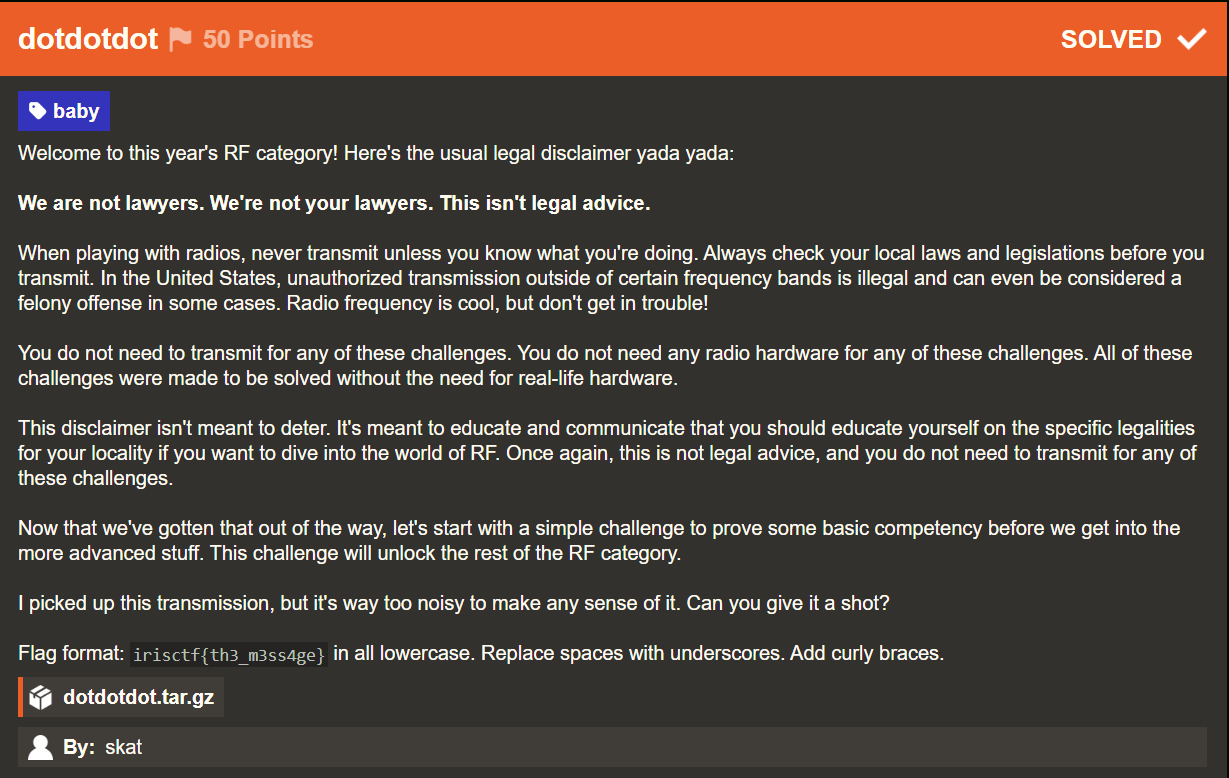 dotdotdot 50 Points SOLVED
baby
Welcome to this year's RF category! Here's the usual legal disclaimer yada yada:
We are not lawyers. We're not your lawyers. This isn't legal advice.
When playing with radios, never transmit unless you know what you're doing. Always check your local laws and legislations before you
transmit. In the United States, unauthorized transmission outside of certain frequency bands is illegal and can even be considered a
felony offense in some cases. Radio frequency is cool, but don't get in trouble!
You do not need to transmit for any of these challenges. You do not need any radio hardware for any of these challenges. All of these
challenges were made to be solved without the need for real-life hardware.
This disclaimer isn't meant to deter. It's meant to educate and communicate that you should educate yourself on the specific legalities
for your locality if you want to dive into the world of RF. Once again, this is not legal advice, and you do not need to transmit for any of
these challenges.
Now that we've gotten that out of the way, let's start with a simple challenge to prove some basic competency before we get into the
more advanced stuff. This challenge will unlock the rest of the RF category.
I picked up this transmission, but it's way too noisy to make any sense of it. Can you give it a shot?
Flag format: irisctf{th3_m3ss4ge} in all lowercase. Replace spaces with underscores. Add curly braces.
dotdotdot.tar.gz
By: skat